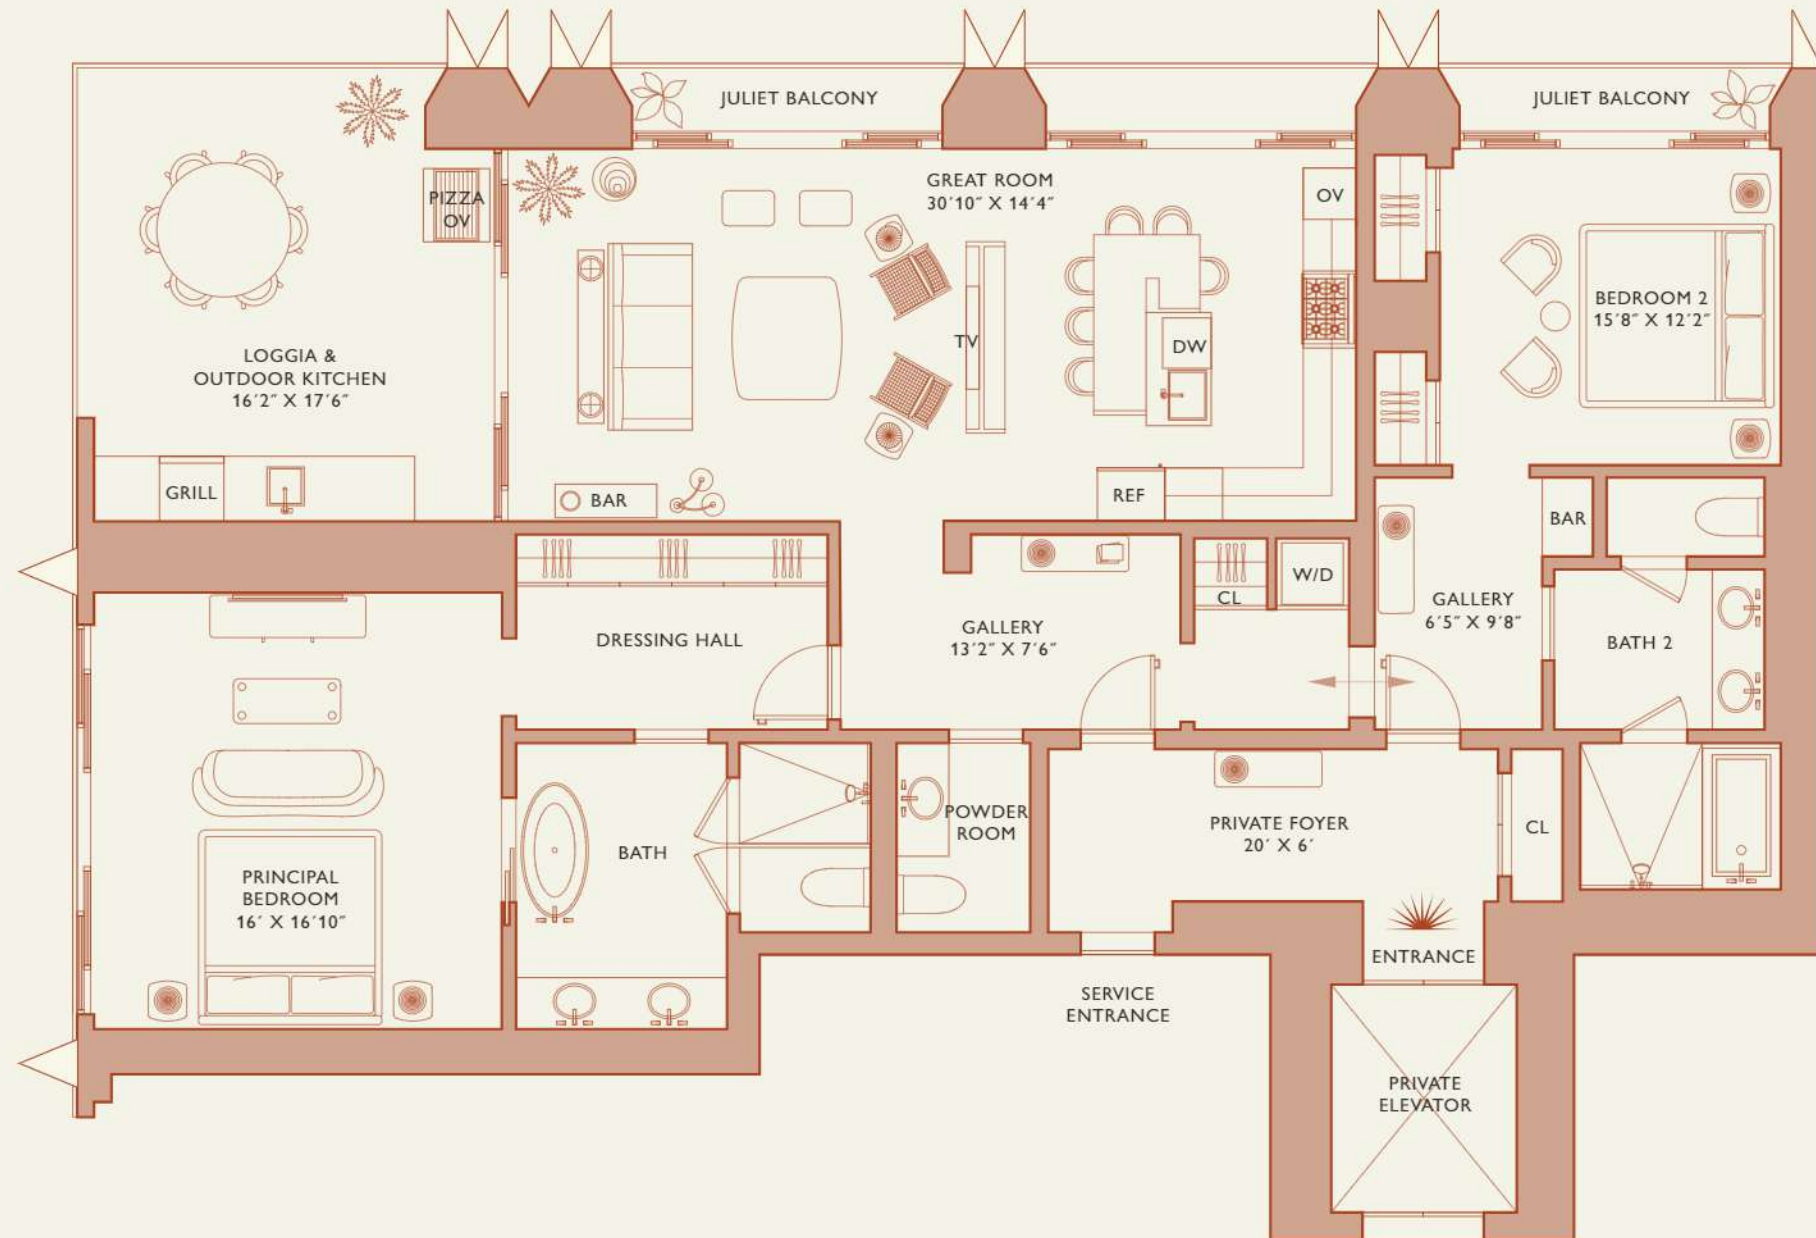 JULIET BALCONY
JULIET BALCONY
PIZZA
OV
GREAT ROOM
30´10˝ X 14´4˝
OV
BEDROOM 2
15´8˝ X 12´2˝
LOGGIA &
OUTDOOR KITCHEN
16´2˝ X 17´6˝
TV
DW
GRILL
BAR
REF
BAR
DRESSING HALL
GALLERY
13´2˝ X 7´6˝
CL
W/D
GALLERY
6´5˝ X 9´8˝
BATH 2
BATH
POWDER
ROOM
PRIVATE FOYER
20´ X 6´
CL
PRINCIPAL
BEDROOM
16´ X 16´10˝
ENTRANCE
SERVICE
ENTRANCE
PRIVATE
ELEVATOR